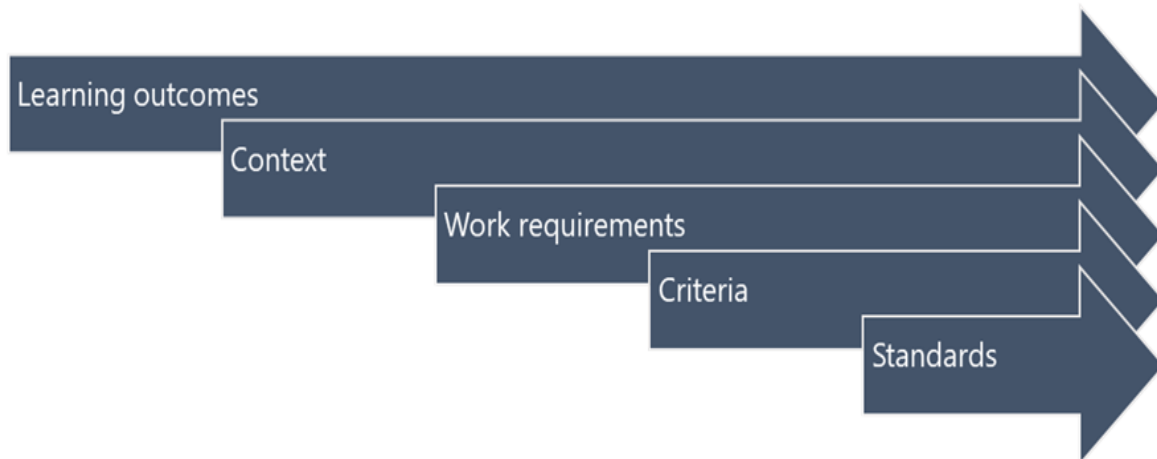 Learning outcomes
Context
Work requirements
Criteria
Standards